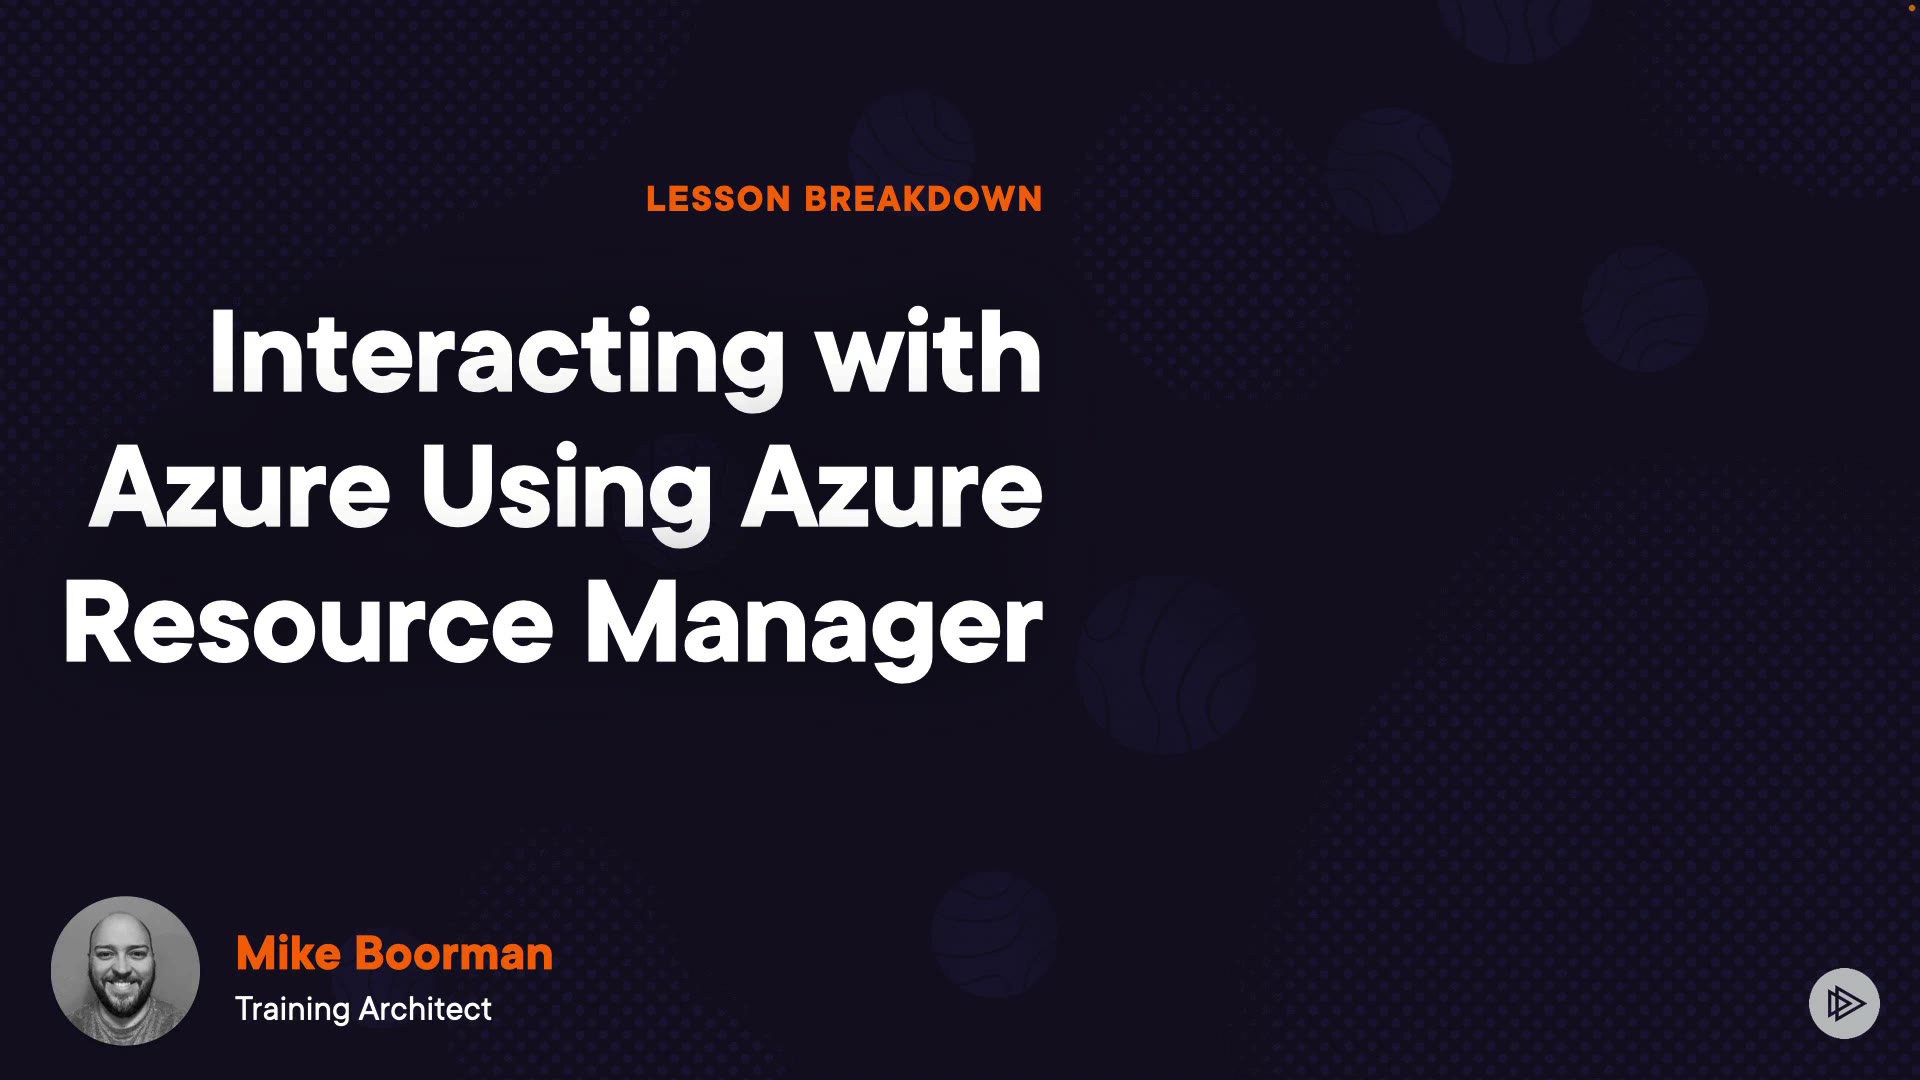 LESSON BREAKDOWN
Interacting with
Azure Using Azure
Resource Manager
Mike Boorman
Training Architect